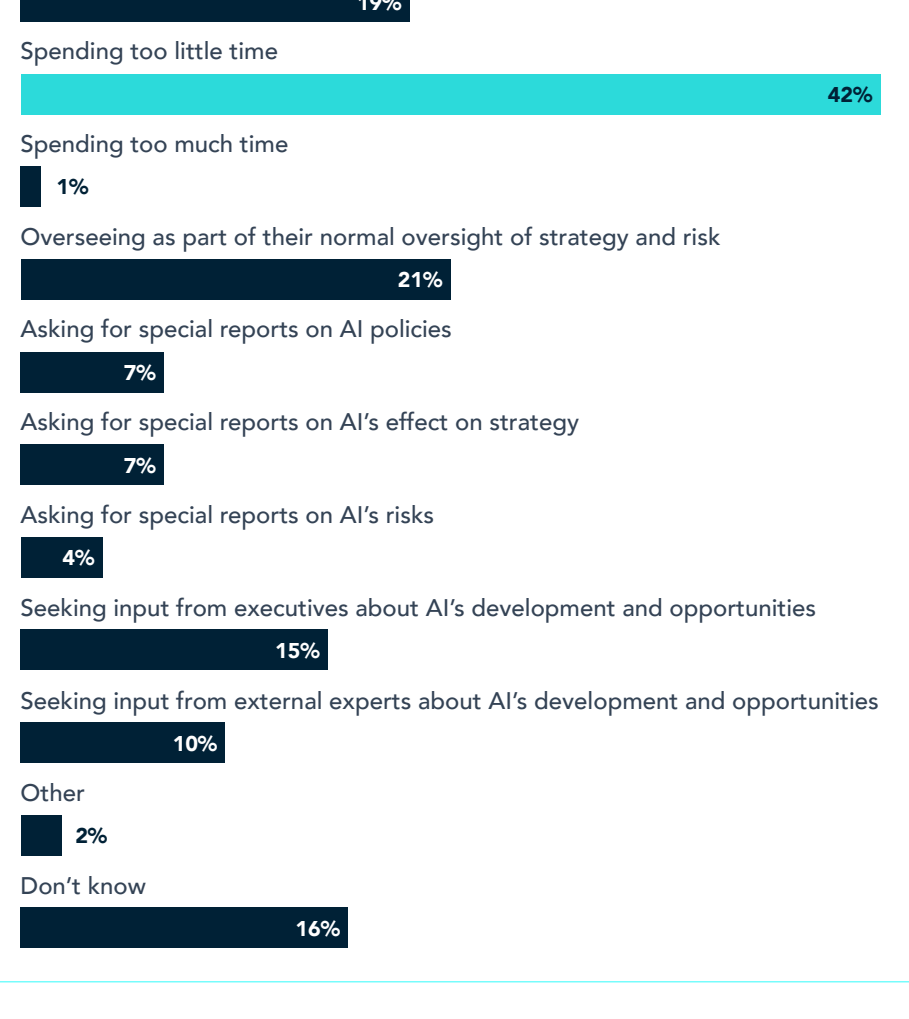 19%
Spending too little time
42%
Spending too much time
1%
Overseeing as part of their normal oversight of strategy and risk
21%
Asking for special reports on AI policies
7%
Asking for special reports on AI’s effect on strategy
7%
Asking for special reports on AI’s risks
4%
Seeking input from executives about AI’s development and opportunities
15%
Seeking input from external experts about AI’s development and opportunities
10%
Other
2%
Don’t know
16%